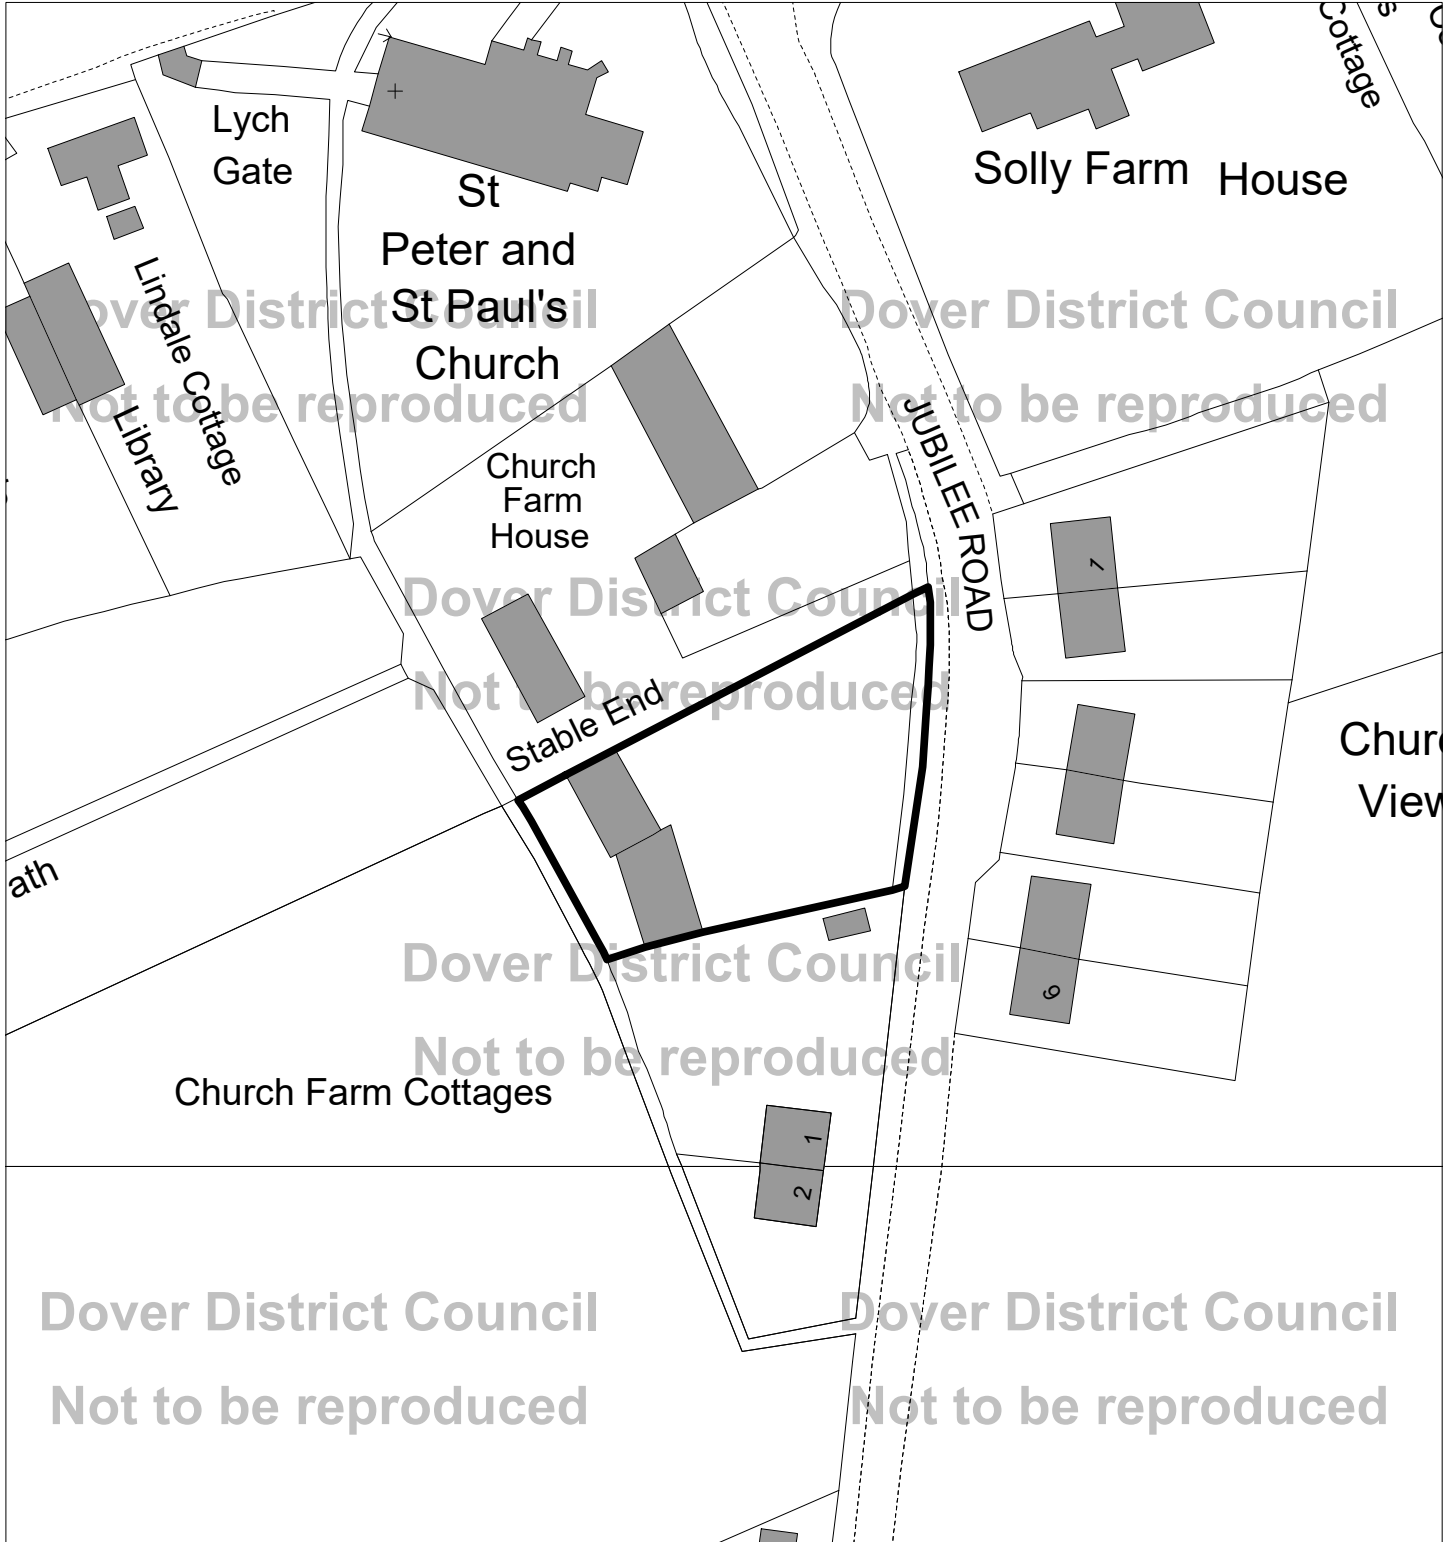 Lych
Gate
St
Peter and
St Paul's
Church
Solly Farm House
Cottage
Lindale Cottage
Library
Church
Farm
House
JUBILEE ROAD
Stable End
1
6
View
ath
Church Farm Cottages
1
2
Dover District Council
Not to be reproduced
Dover District Council
Not to be reproduced
Dover District Council
Not to be reproduced
Dover District Council
Not to be reproduced
Dover District Council
Not to be reproduced
Dover District Council
Not to be reproduced